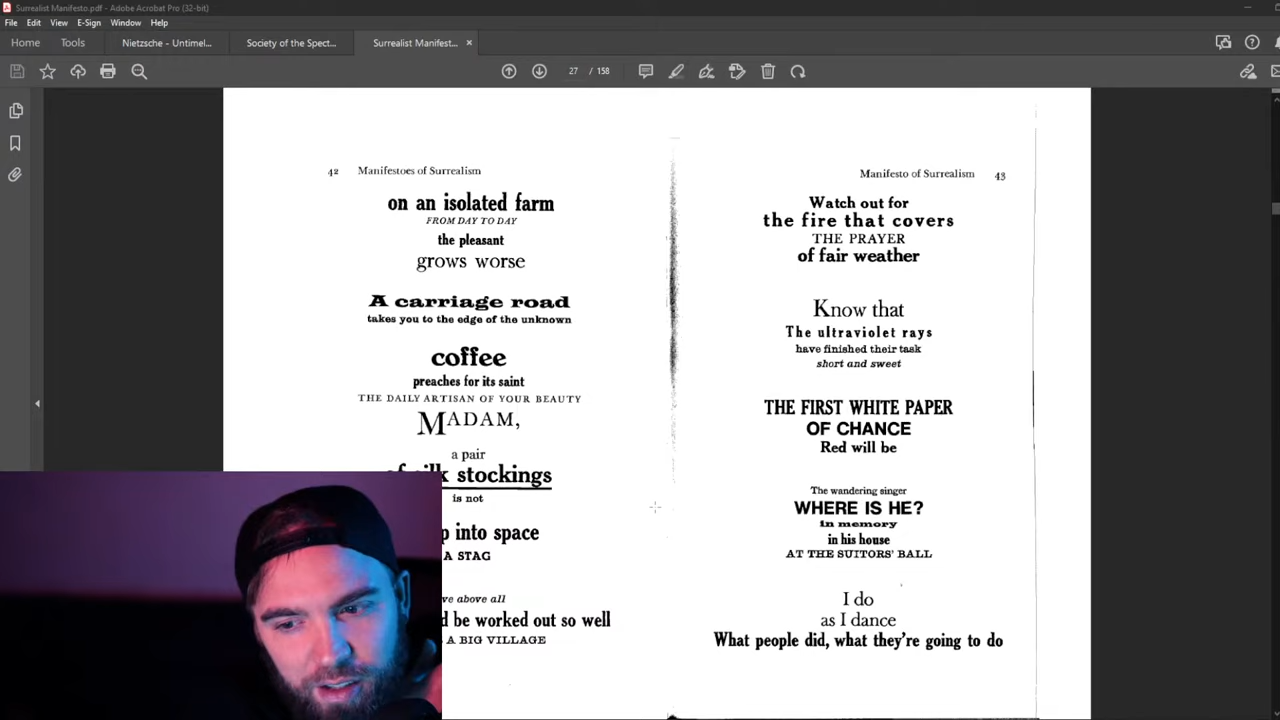 Surrealist Manifesto.pdf - Adobe Acrobat Pro (32-bit)
File Edit View E-Sign Window Help
Home Tools Nietzsche - Untimel... Society of the Spect... Surrealist Manifest... ×
27 / 158
42 Manifestoes of Surrealism
on an isolated farm
FROM DAY TO DAY
the pleasant
grows worse
A carriage road
takes you to the edge of the unknown
coffee
preaches for its saint
THE DAILY ARTISAN OF YOUR BEAUTY
MADAM,
a pair
of silk stockings
is not
into space
A STAG
above all
be worked out so well
A BIG VILLAGE
Manifesto of Surrealism 43
Watch out for
the fire that covers
THE PRAYER
of fair weather
Know that
The ultraviolet rays
have finished their task
short and sweet
THE FIRST WHITE PAPER
OF CHANCE
Red will be
The wandering singer
WHERE IS HE?
in memory
in his house
AT THE SUITORS' BALL
I do
as I dance
What people did, what they're going to do